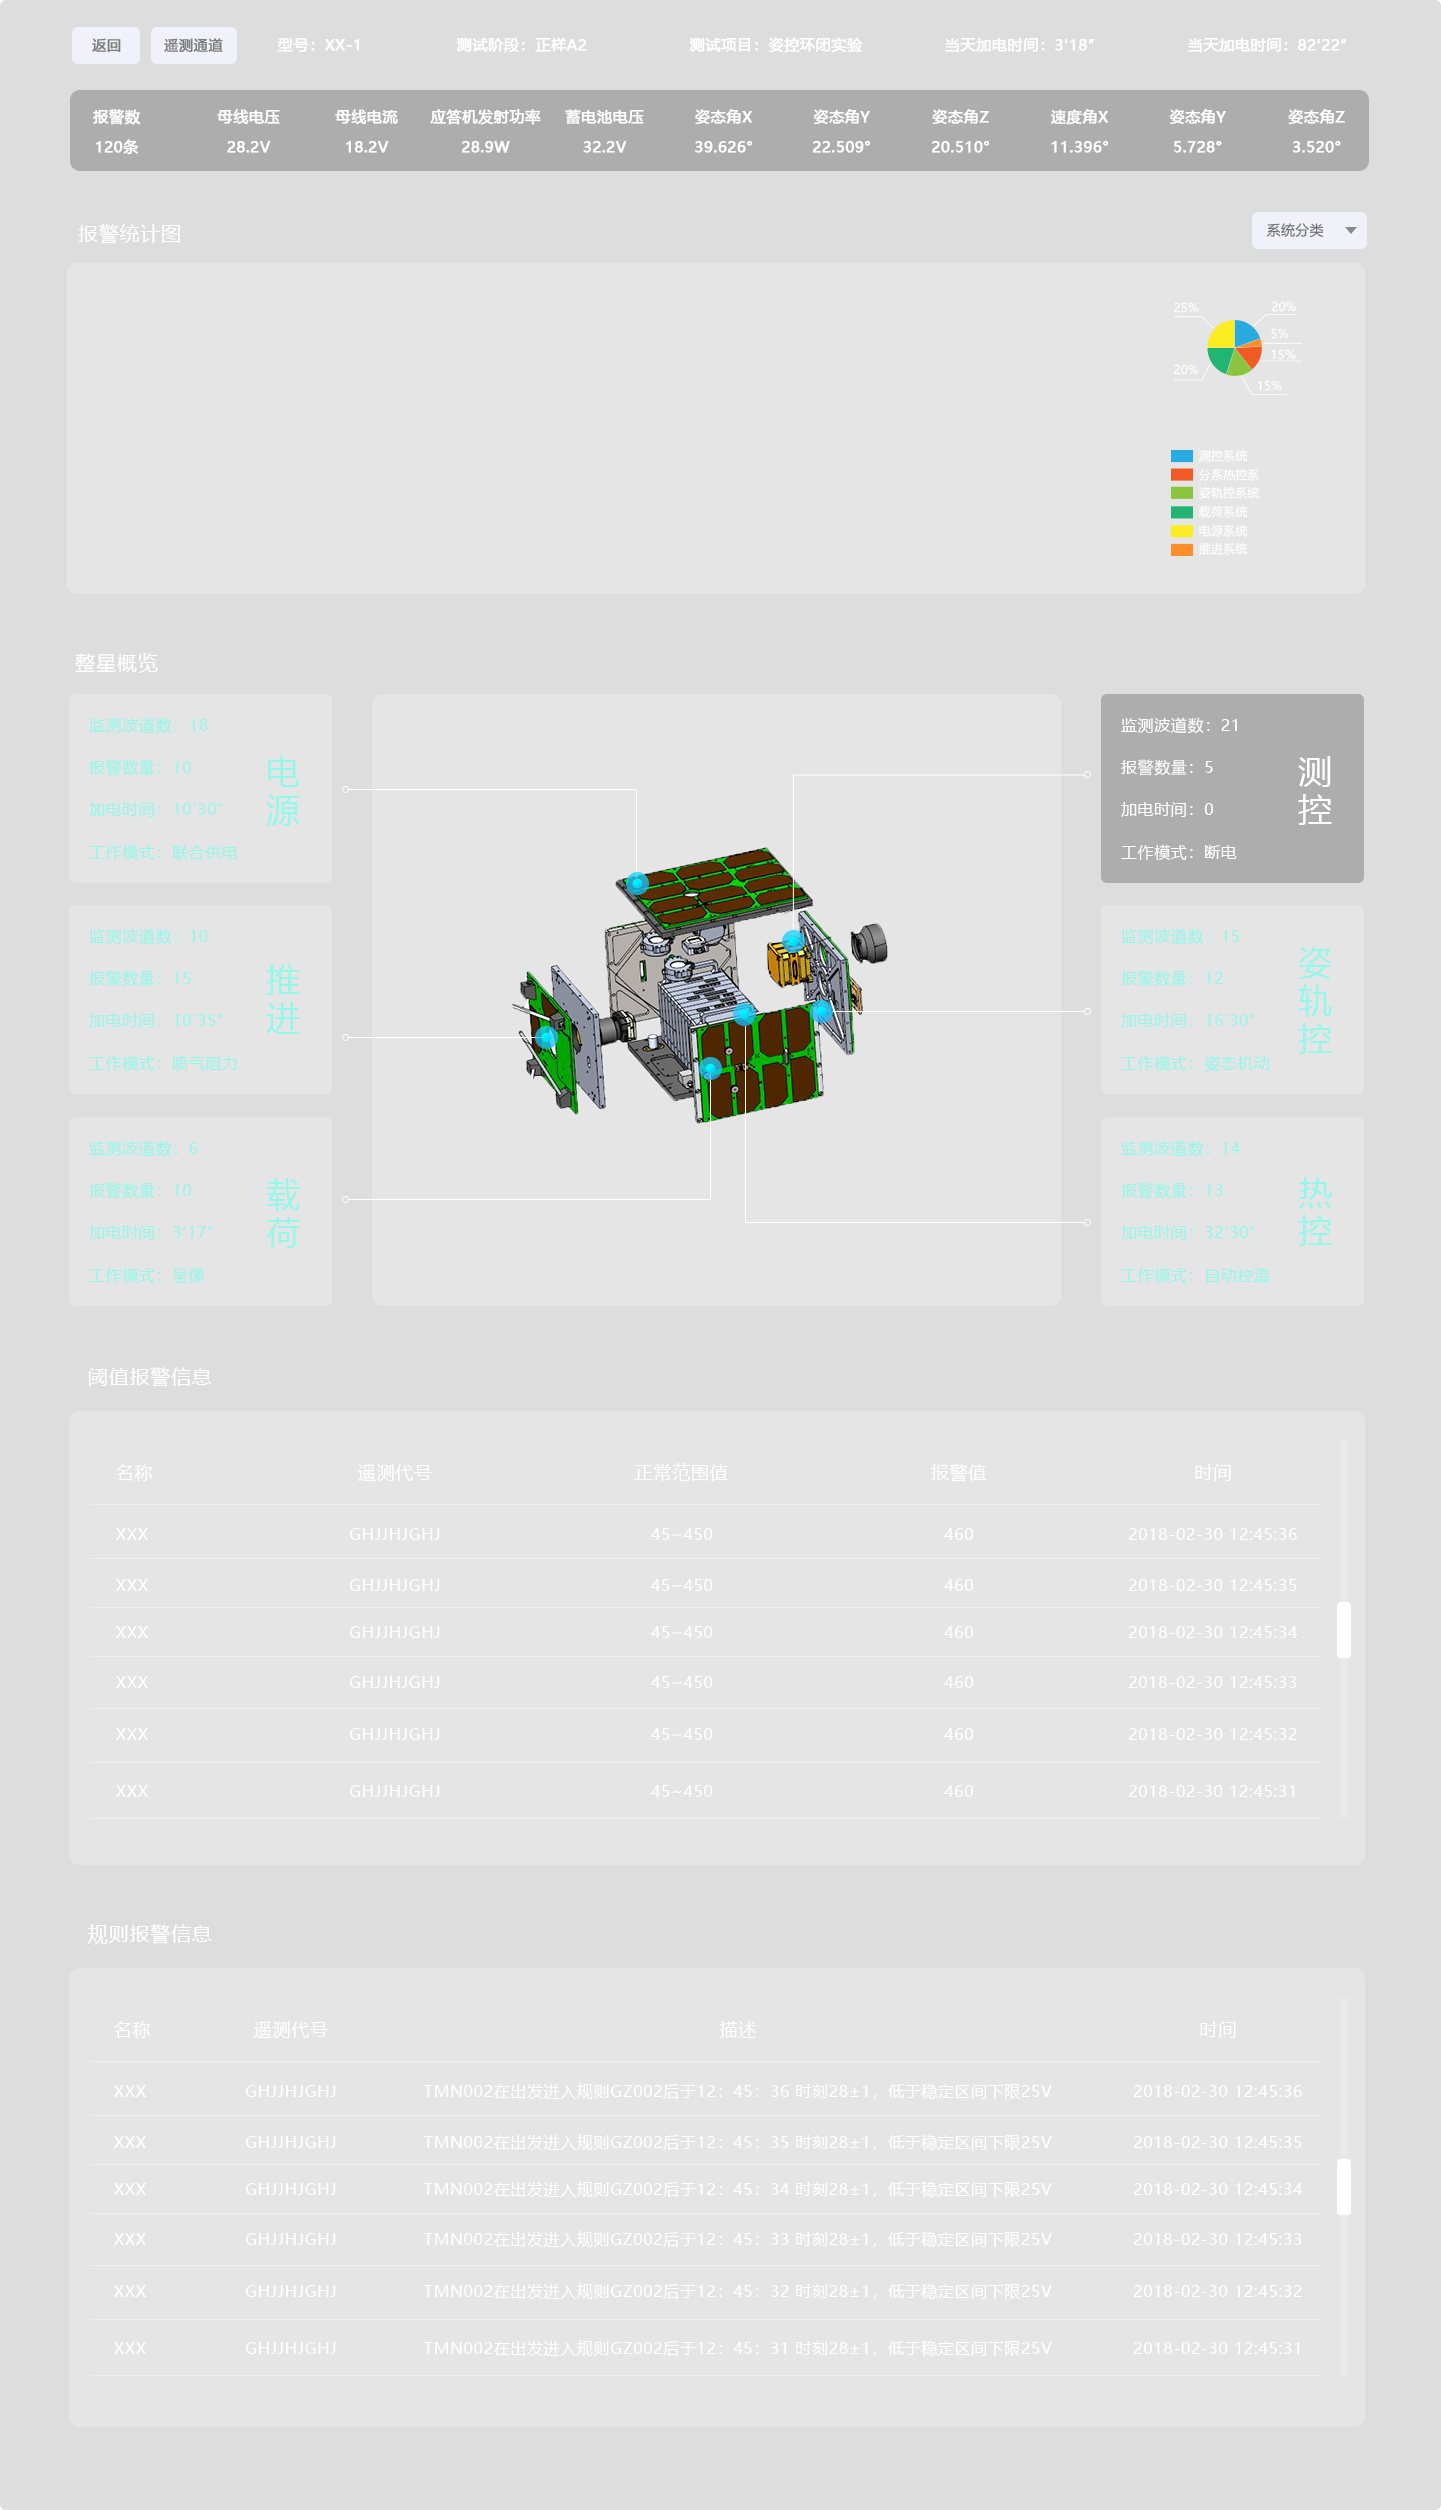 返回 遥测通道 型号：XX-1 测试阶段：正样A2 测试项目：姿控环闭实验 当天加电时间：3′18″ 当天加电时间：82′22″
报警数 母线电压 母线电流 应答机发射功率 蓄电池电压 姿态角X 姿态角Y 姿态角Z 速度角X 姿态角Y 姿态角Z
120条 28.2V 18.2V 28.9W 32.2V 39.626° 22.509° 20.510° 11.396° 5.728° 3.520°
报警统计图 系统分类
25% 20%
5%
15%
20%
15%
测控系统
分系热控系
姿轨控系统
载荷系统
电源系统
推进系统
整星概览
监测波道数：18
报警数量：10
加电时间：10′30″
工作模式：联合供电
电源
监测波道数：21
报警数量：5
加电时间：0
工作模式：断电
测控
监测波道数：10
报警数量：15
加电时间：10′35″
工作模式：喷气阻力
推进
监测波道数：15
报警数量：12
加电时间：16′30″
工作模式：姿态机动
姿轨控
监测波道数：6
报警数量：10
加电时间：3′17″
工作模式：呈像
载荷
监测波道数：14
报警数量：13
加电时间：32′30″
工作模式：自动控温
热控
阈值报警信息
名称 遥测代号 正常范围值 报警值 时间
XXX GHJJHJGHJ 45~450 460 2018-02-30 12:45:36
XXX GHJJHJGHJ 45~450 460 2018-02-30 12:45:35
XXX GHJJHJGHJ 45~450 460 2018-02-30 12:45:34
XXX GHJJHJGHJ 45~450 460 2018-02-30 12:45:33
XXX GHJJHJGHJ 45~450 460 2018-02-30 12:45:32
XXX GHJJHJGHJ 45~450 460 2018-02-30 12:45:31
规则报警信息
名称 遥测代号 描述 时间
XXX GHJJHJGHJ TMN002在出发进入规则GZ002后于12：45：36 时刻28±1，低于稳定区间下限25V 2018-02-30 12:45:36
XXX GHJJHJGHJ TMN002在出发进入规则GZ002后于12：45：35 时刻28±1，低于稳定区间下限25V 2018-02-30 12:45:35
XXX GHJJHJGHJ TMN002在出发进入规则GZ002后于12：45：34 时刻28±1，低于稳定区间下限25V 2018-02-30 12:45:34
XXX GHJJHJGHJ TMN002在出发进入规则GZ002后于12：45：33 时刻28±1，低于稳定区间下限25V 2018-02-30 12:45:33
XXX GHJJHJGHJ TMN002在出发进入规则GZ002后于12：45：32 时刻28±1，低于稳定区间下限25V 2018-02-30 12:45:32
XXX GHJJHJGHJ TMN002在出发进入规则GZ002后于12：45：31 时刻28±1，低于稳定区间下限25V 2018-02-30 12:45:31